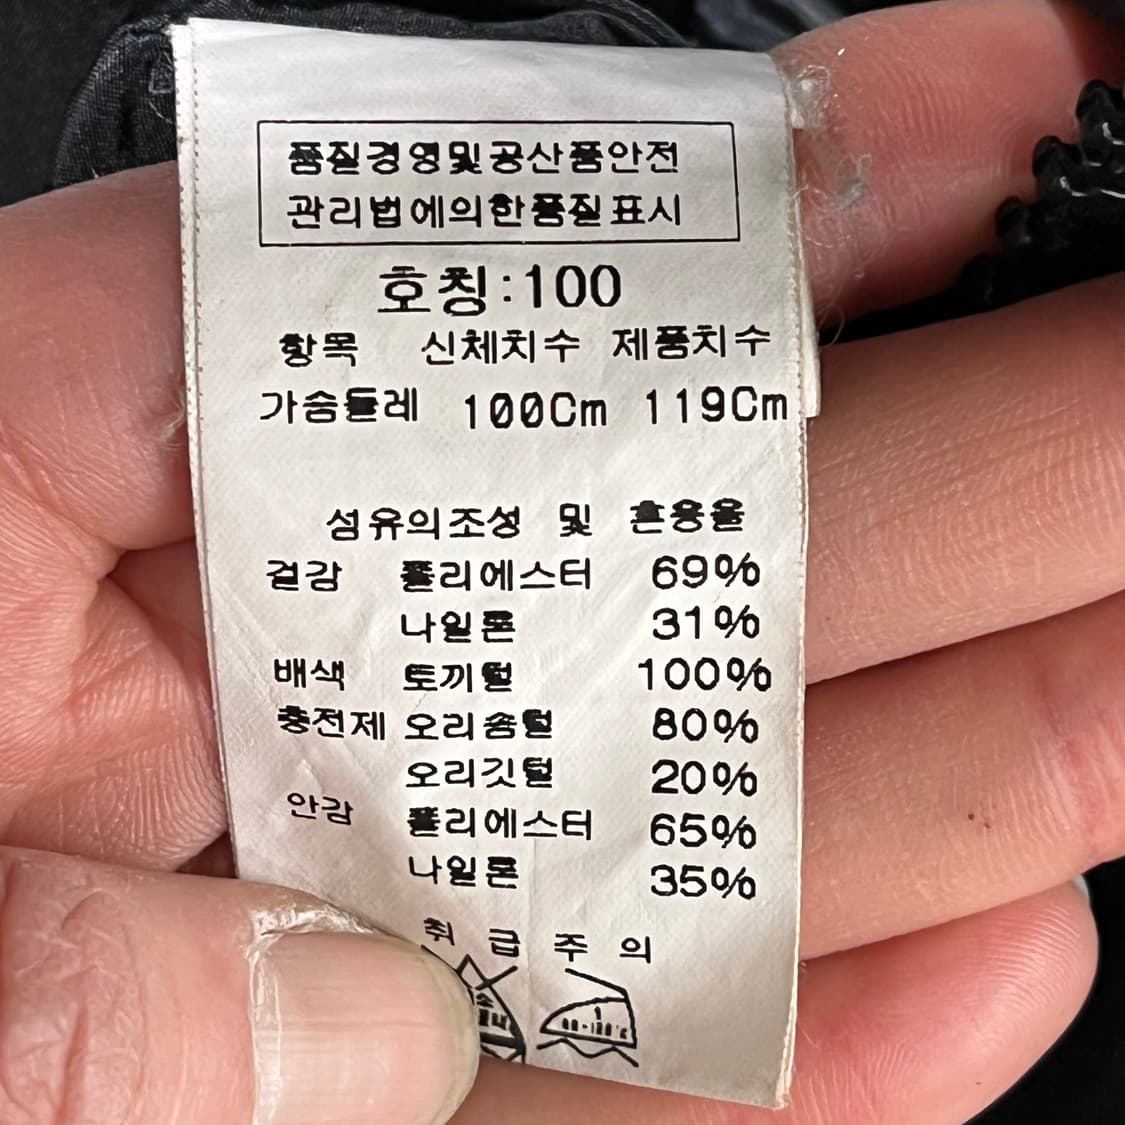 품질경영및공산품안전
관리법에의한품질표시
호칭:100
항목 신체치수 제품치수
가슴둘레 100Cm 119Cm
섬유의조성 및 혼용율
겉감 폴리에스터 69%
나일론 31%
배색 토끼털 100%
충전제 오리솜털 80%
오리깃털 20%
안감 폴리에스터 65%
나일론 35%
취급주의